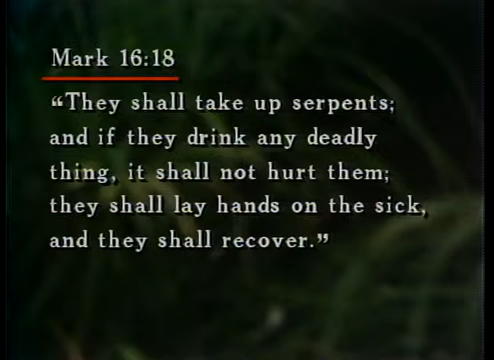 Mark 16:18
“They shall take up serpents;
and if they drink any deadly
thing, it shall not hurt them;
they shall lay hands on the sick,
and they shall recover.”